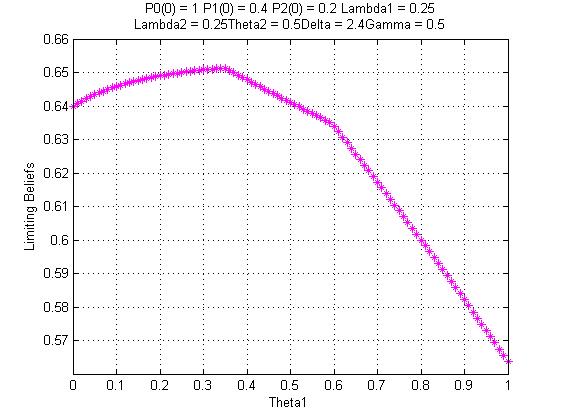 P0(0) = 1 P1(0) = 0.4 P2(0) = 0.2 Lambda1 = 0.25
Lambda2 = 0.25Theta2 = 0.5Delta = 2.4Gamma = 0.5
0.66
0.65
0.64
0.63
0.62
0.61
0.6
0.59
0.58
0.57
Limiting Beliefs
0 0.1 0.2 0.3 0.4 0.5 0.6 0.7 0.8 0.9 1
Theta1